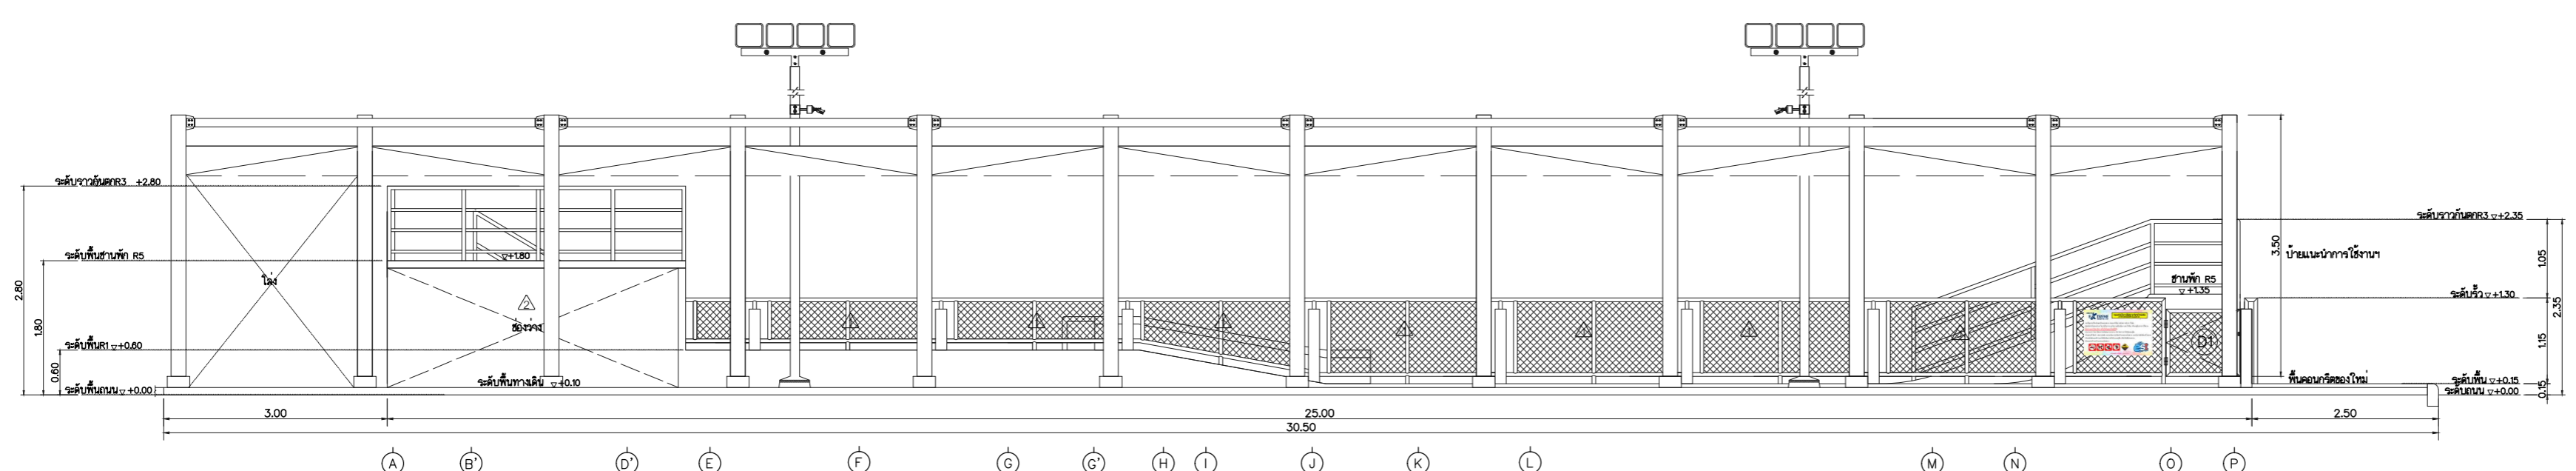 ระดับราวกันตกR3 +2.80
ระดับราวกันตกR3 +2.35
3.50
ป้ายแนะนำการใช้งานฯ
1.05
ระดับพื้นชานพัก R5
+1.80
โล่ง
2.80
ชานพัก R5
+1.35
ระดับรั้ว +1.30
2.35
2
ช่องว่าง
1.80
D1
1.15
ระดับพื้นR1 +0.60
0.60
ระดับพื้นทางเดิน +0.10
พื้นคอนกรีตของใหม่
ระดับพื้น +0.15
ระดับพื้นถนน +0.00
ระดับถนน +0.00
0.15
3.00
25.00
2.50
30.50
A B' D' E F G G' H I J K L M N O P